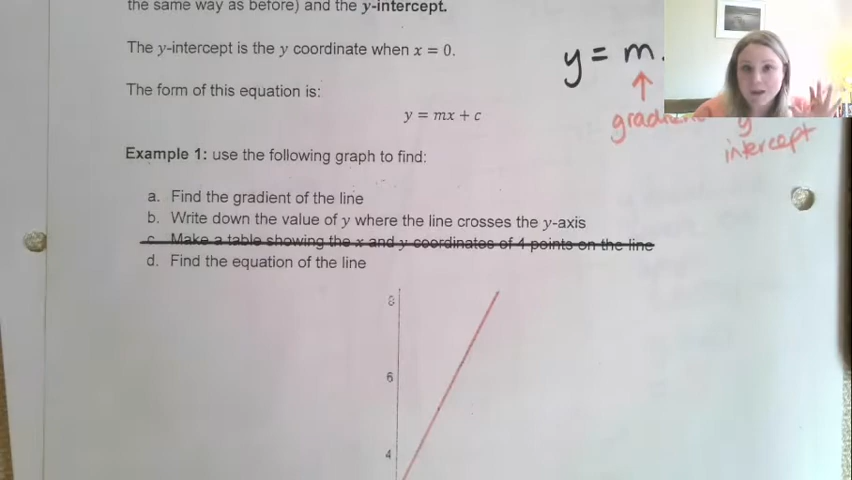 the same way as before) and the y-intercept.
The y-intercept is the y coordinate when x = 0.
y = m
The form of this equation is:
y = mx + c
y
intercept
Example 1: use the following graph to find:
a. Find the gradient of the line
b. Write down the value of y where the line crosses the y-axis
c. Make a table showing the x and y coordinates of 4 points on the line
d. Find the equation of the line
8
6
4